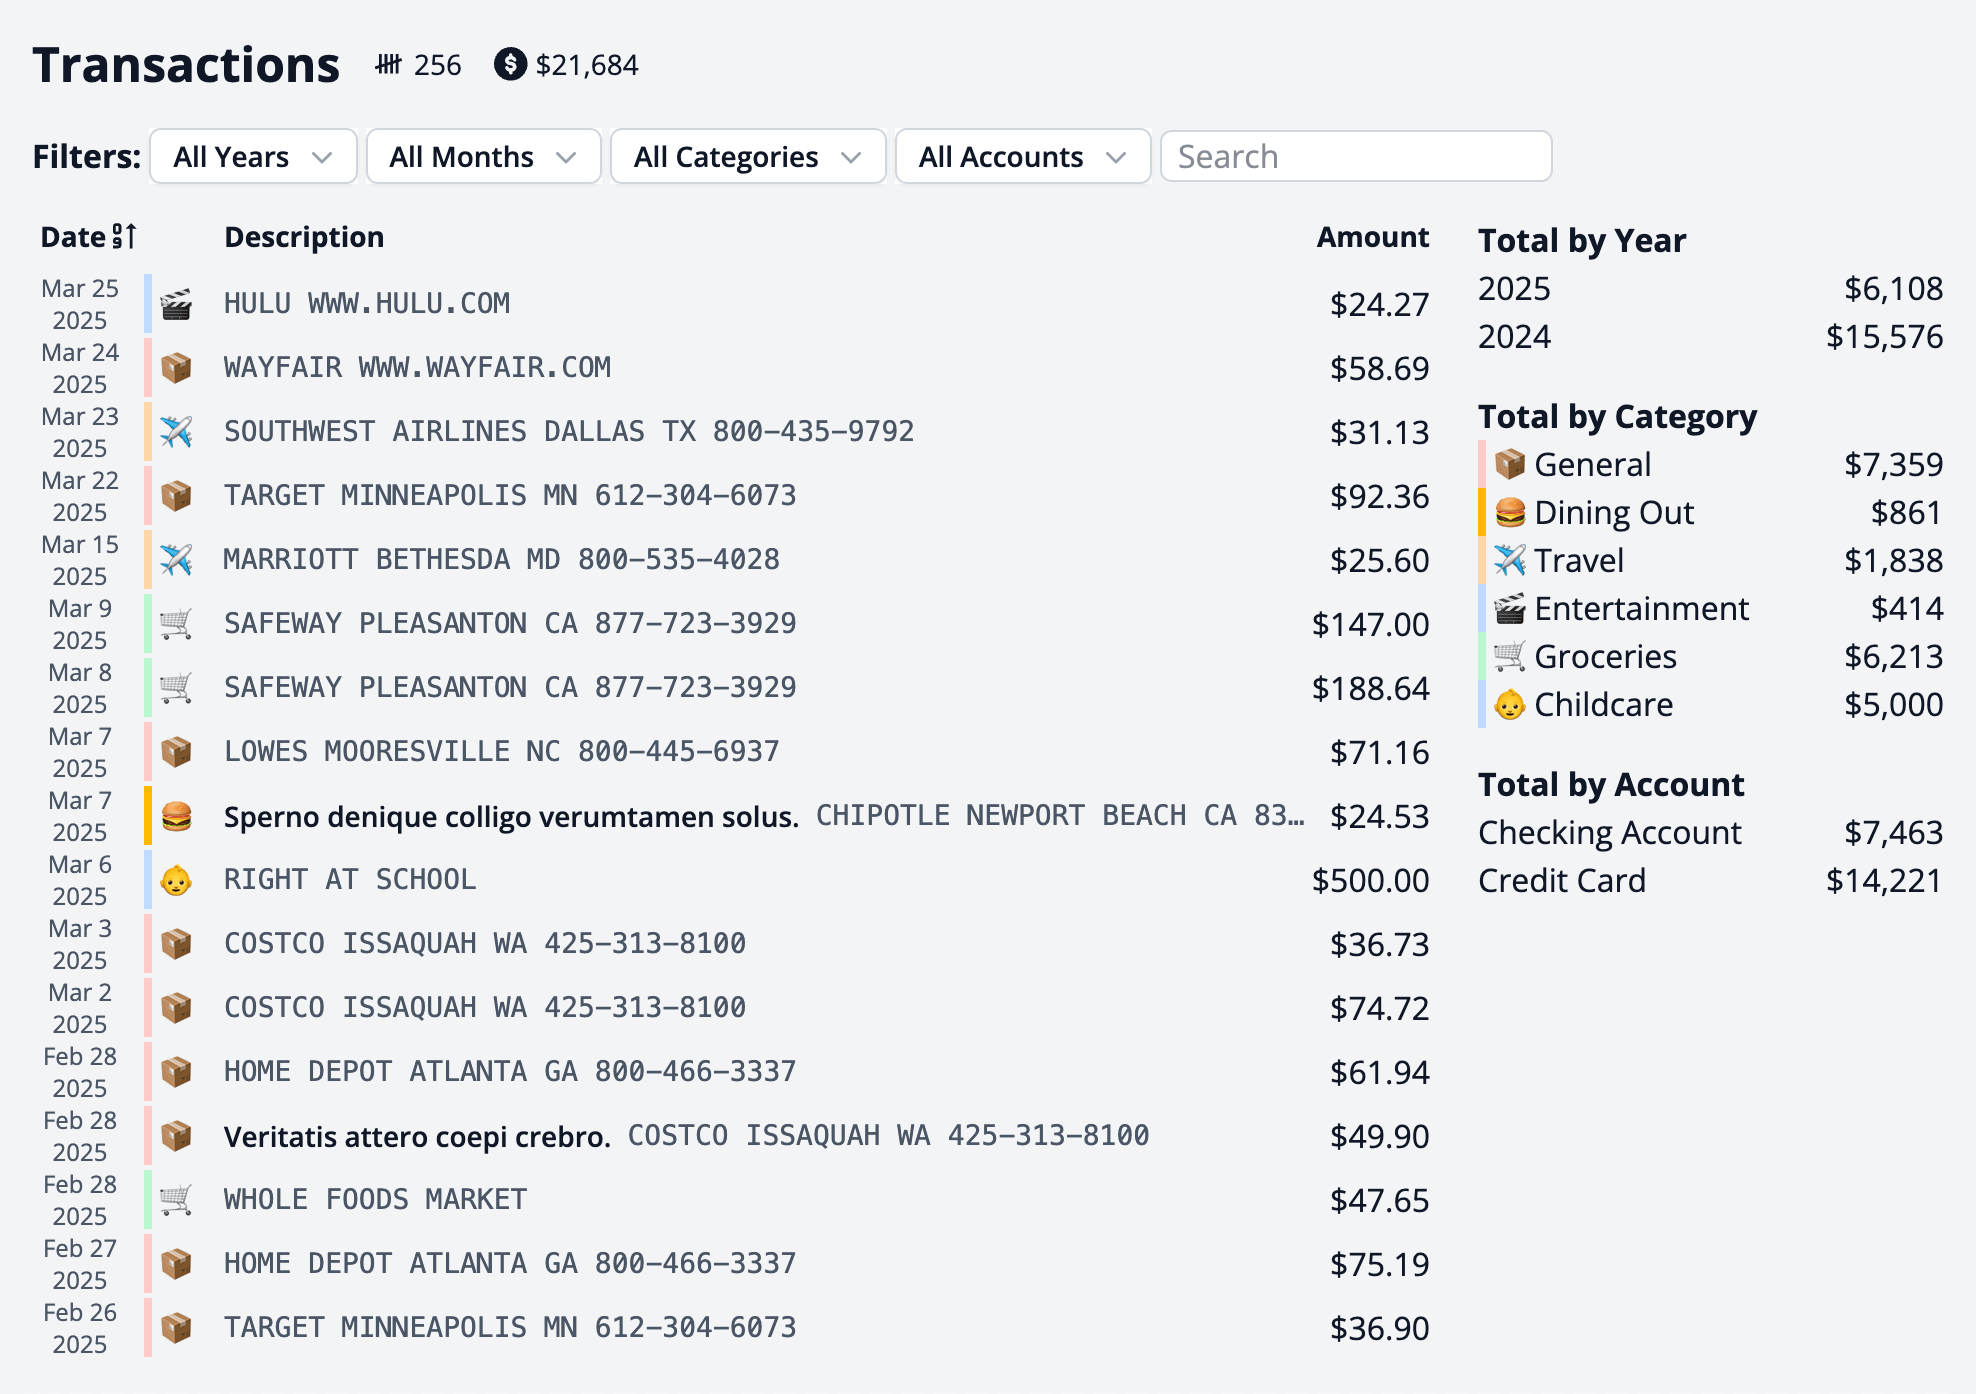 Transactions 256 $21,684
Filters: All Years All Months All Categories All Accounts Search
Date Description Amount
Mar 25 2025 HULU WWW.HULU.COM $24.27
Mar 24 2025 WAYFAIR WWW.WAYFAIR.COM $58.69
Mar 23 2025 SOUTHWEST AIRLINES DALLAS TX 800-435-9792 $31.13
Mar 22 2025 TARGET MINNEAPOLIS MN 612-304-6073 $92.36
Mar 15 2025 MARRIOTT BETHESDA MD 800-535-4028 $25.60
Mar 9 2025 SAFEWAY PLEASANTON CA 877-723-3929 $147.00
Mar 8 2025 SAFEWAY PLEASANTON CA 877-723-3929 $188.64
Mar 7 2025 LOWES MOORESVILLE NC 800-445-6937 $71.16
Mar 7 2025 Sperno denique colligo verumtamen solus. CHIPOTLE NEWPORT BEACH CA 83… $24.53
Mar 6 2025 RIGHT AT SCHOOL $500.00
Mar 3 2025 COSTCO ISSAQUAH WA 425-313-8100 $36.73
Mar 2 2025 COSTCO ISSAQUAH WA 425-313-8100 $74.72
Feb 28 2025 HOME DEPOT ATLANTA GA 800-466-3337 $61.94
Feb 28 2025 Veritatis attero coepi crebro. COSTCO ISSAQUAH WA 425-313-8100 $49.90
Feb 28 2025 WHOLE FOODS MARKET $47.65
Feb 27 2025 HOME DEPOT ATLANTA GA 800-466-3337 $75.19
Feb 26 2025 TARGET MINNEAPOLIS MN 612-304-6073 $36.90
Total by Year
2025 $6,108
2024 $15,576
Total by Category
General $7,359
Dining Out $861
Travel $1,838
Entertainment $414
Groceries $6,213
Childcare $5,000
Total by Account
Checking Account $7,463
Credit Card $14,221